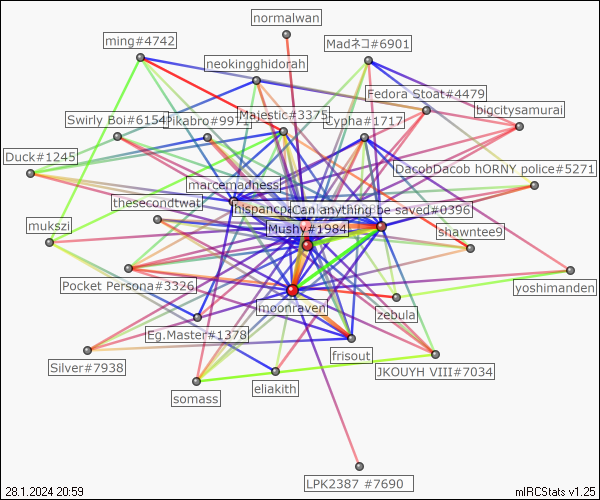 normalwan
ming#4742
Madネコ#6901
neokingghidorah
Fedora Stoat#4479
bigcitysamurai
Swirly Boi#6154
Pikabro#9971
Majestic#3375
Cypha#1717
Duck#1245
DacobDacob hORNY police#5271
marcemadness
thesecondtwat
hispancpa
Can anything be saved#0396
mukszi
Mushy#1984
shawntee9
Pocket Persona#3326
moonraven
zebula
yoshimanden
Eg.Master#1378
frisout
Silver#7938
JKOUYH VIII#7034
somass
eliakith
LPK2387 #7690
28.1.2024 20:59
mIRCStats v1.25